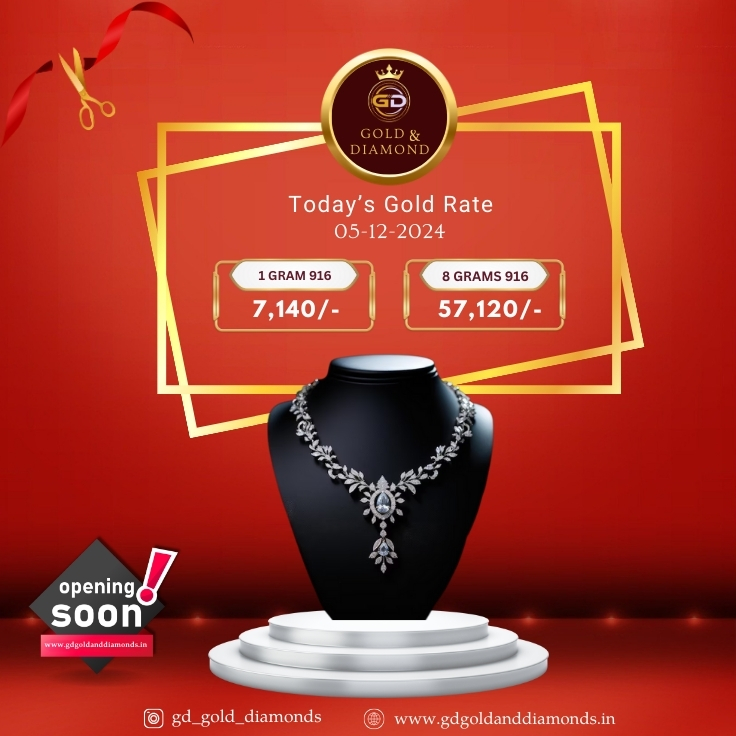 GD
GOLD &
DIAMOND
Today's Gold Rate
05-12-2024
1 GRAM 916
7,140/-
8 GRAMS 916
57,120/-
opening
soon!
www.gdgoldanddiamonds.in
gd_gold_diamonds
www.gdgoldanddiamonds.in